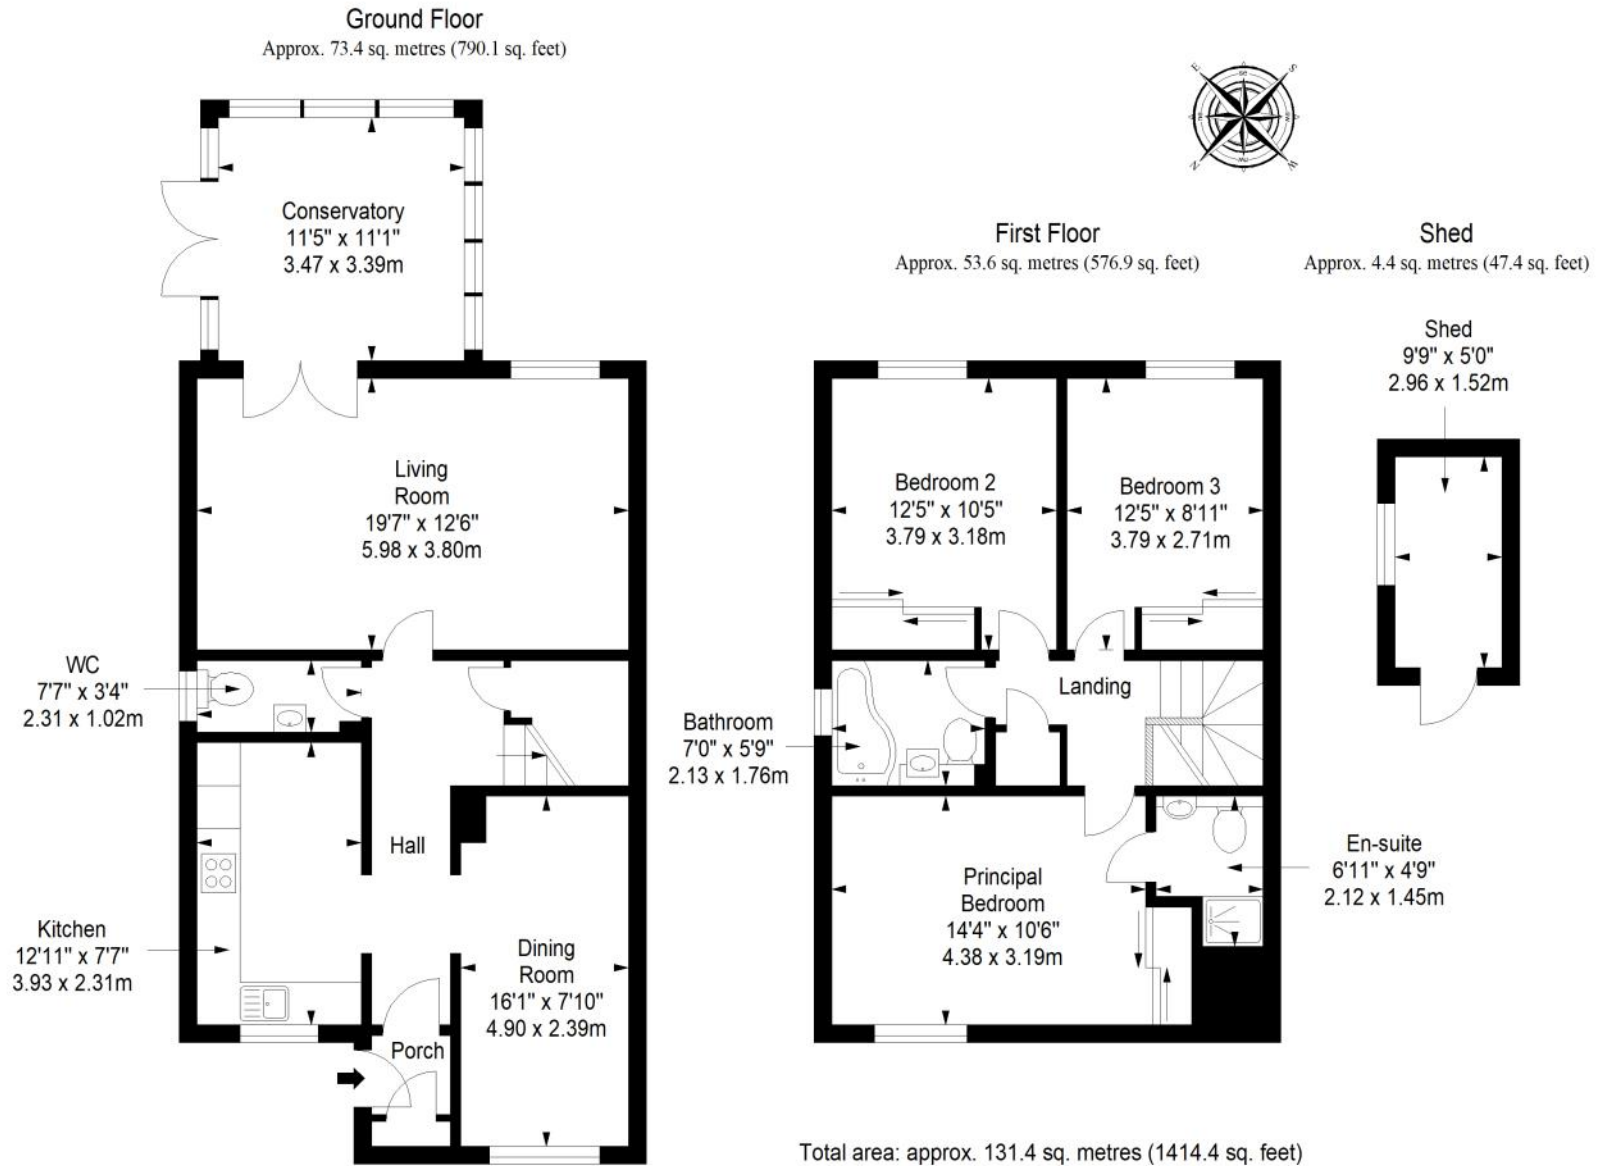 Ground Floor
Approx. 73.4 sq. metres (790.1 sq. feet)
E
S
N
W
se
sw
nw
ne
Conservatory
11'5" x 11'1"
3.47 x 3.39m
First Floor
Approx. 53.6 sq. metres (576.9 sq. feet)
Shed
Approx. 4.4 sq. metres (47.4 sq. feet)
Shed
9'9" x 5'0"
2.96 x 1.52m
Living
Room
19'7" x 12'6"
5.98 x 3.80m
Bedroom 2
12'5" x 10'5"
3.79 x 3.18m
Bedroom 3
12'5" x 8'11"
3.79 x 2.71m
WC
7'7" x 3'4"
2.31 x 1.02m
Landing
Bathroom
7'0" x 5'9"
2.13 x 1.76m
Hall
En-suite
6'11" x 4'9"
2.12 x 1.45m
Principal
Bedroom
14'4" x 10'6"
4.38 x 3.19m
Kitchen
12'11" x 7'7"
3.93 x 2.31m
Dining
Room
16'1" x 7'10"
4.90 x 2.39m
Porch
Total area: approx. 131.4 sq. metres (1414.4 sq. feet)